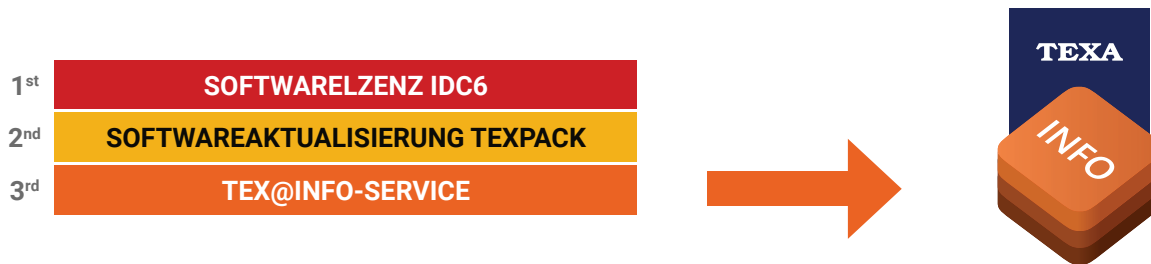 1st SOFTWARELZENZ IDC6
2nd SOFTWAREAKTUALISIERUNG TEXPACK
3rd TEX@INFO-SERVICE
TEXA
INFO